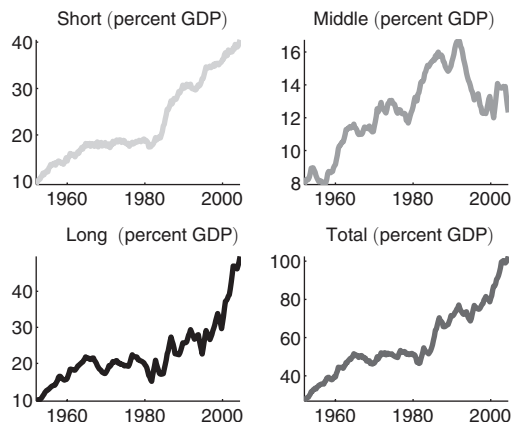 Short (percent GDP)
40
30
20
10
1960 1980 2000
Middle (percent GDP)
16
14
12
10
8
1960 1980 2000
Long (percent GDP)
40
30
20
10
1960 1980 2000
Total (percent GDP)
100
80
60
40
1960 1980 2000